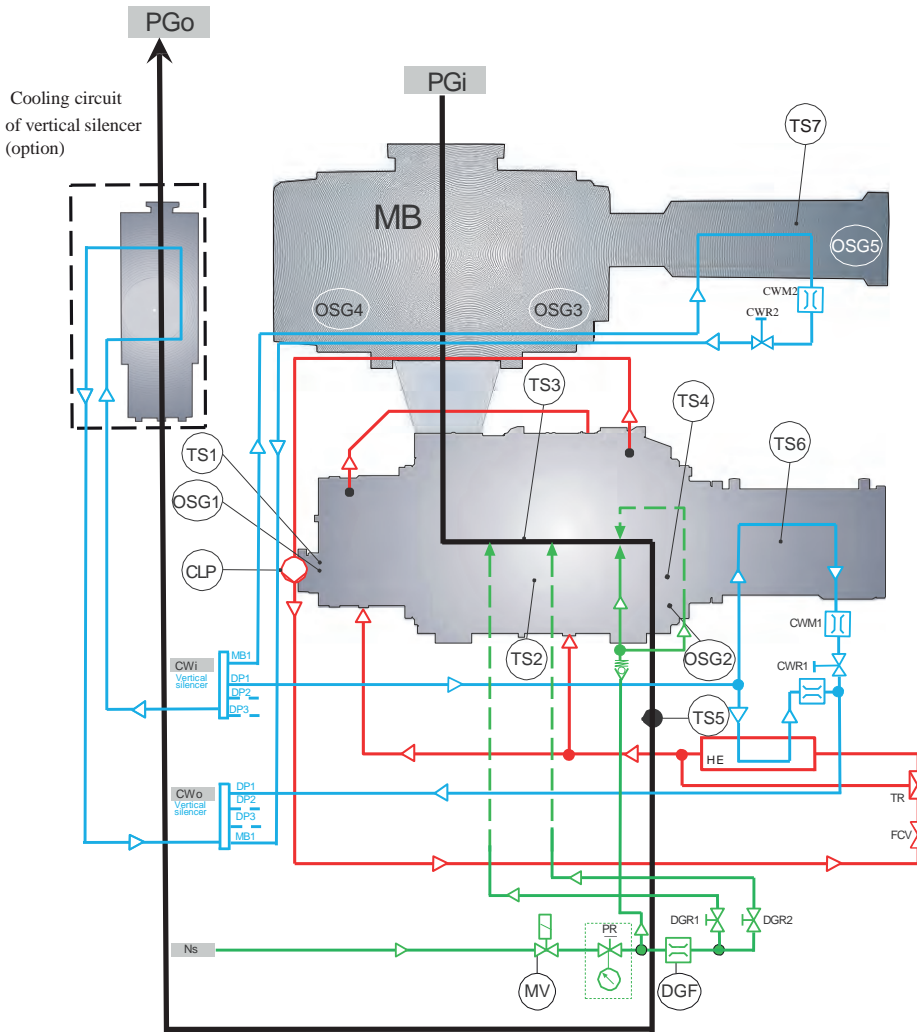 PGo
Cooling circuit
of vertical silencer
(option)
PGi
TS7
MB
OSG5
OSG4
OSG3
CWM2
CWR2
TS3
TS4
TS1
TS6
OSG1
CLP
TS2
OSG2
CWM1
CWR1
CWi
Vertical
silencer
MB1
DP1
DP2
DP3
TS5
HE
CWo
Vertical
silencer
DP1
DP2
DP3
MB1
TR
FCV
DGR1
DGR2
Ns
PR
MV
DGF